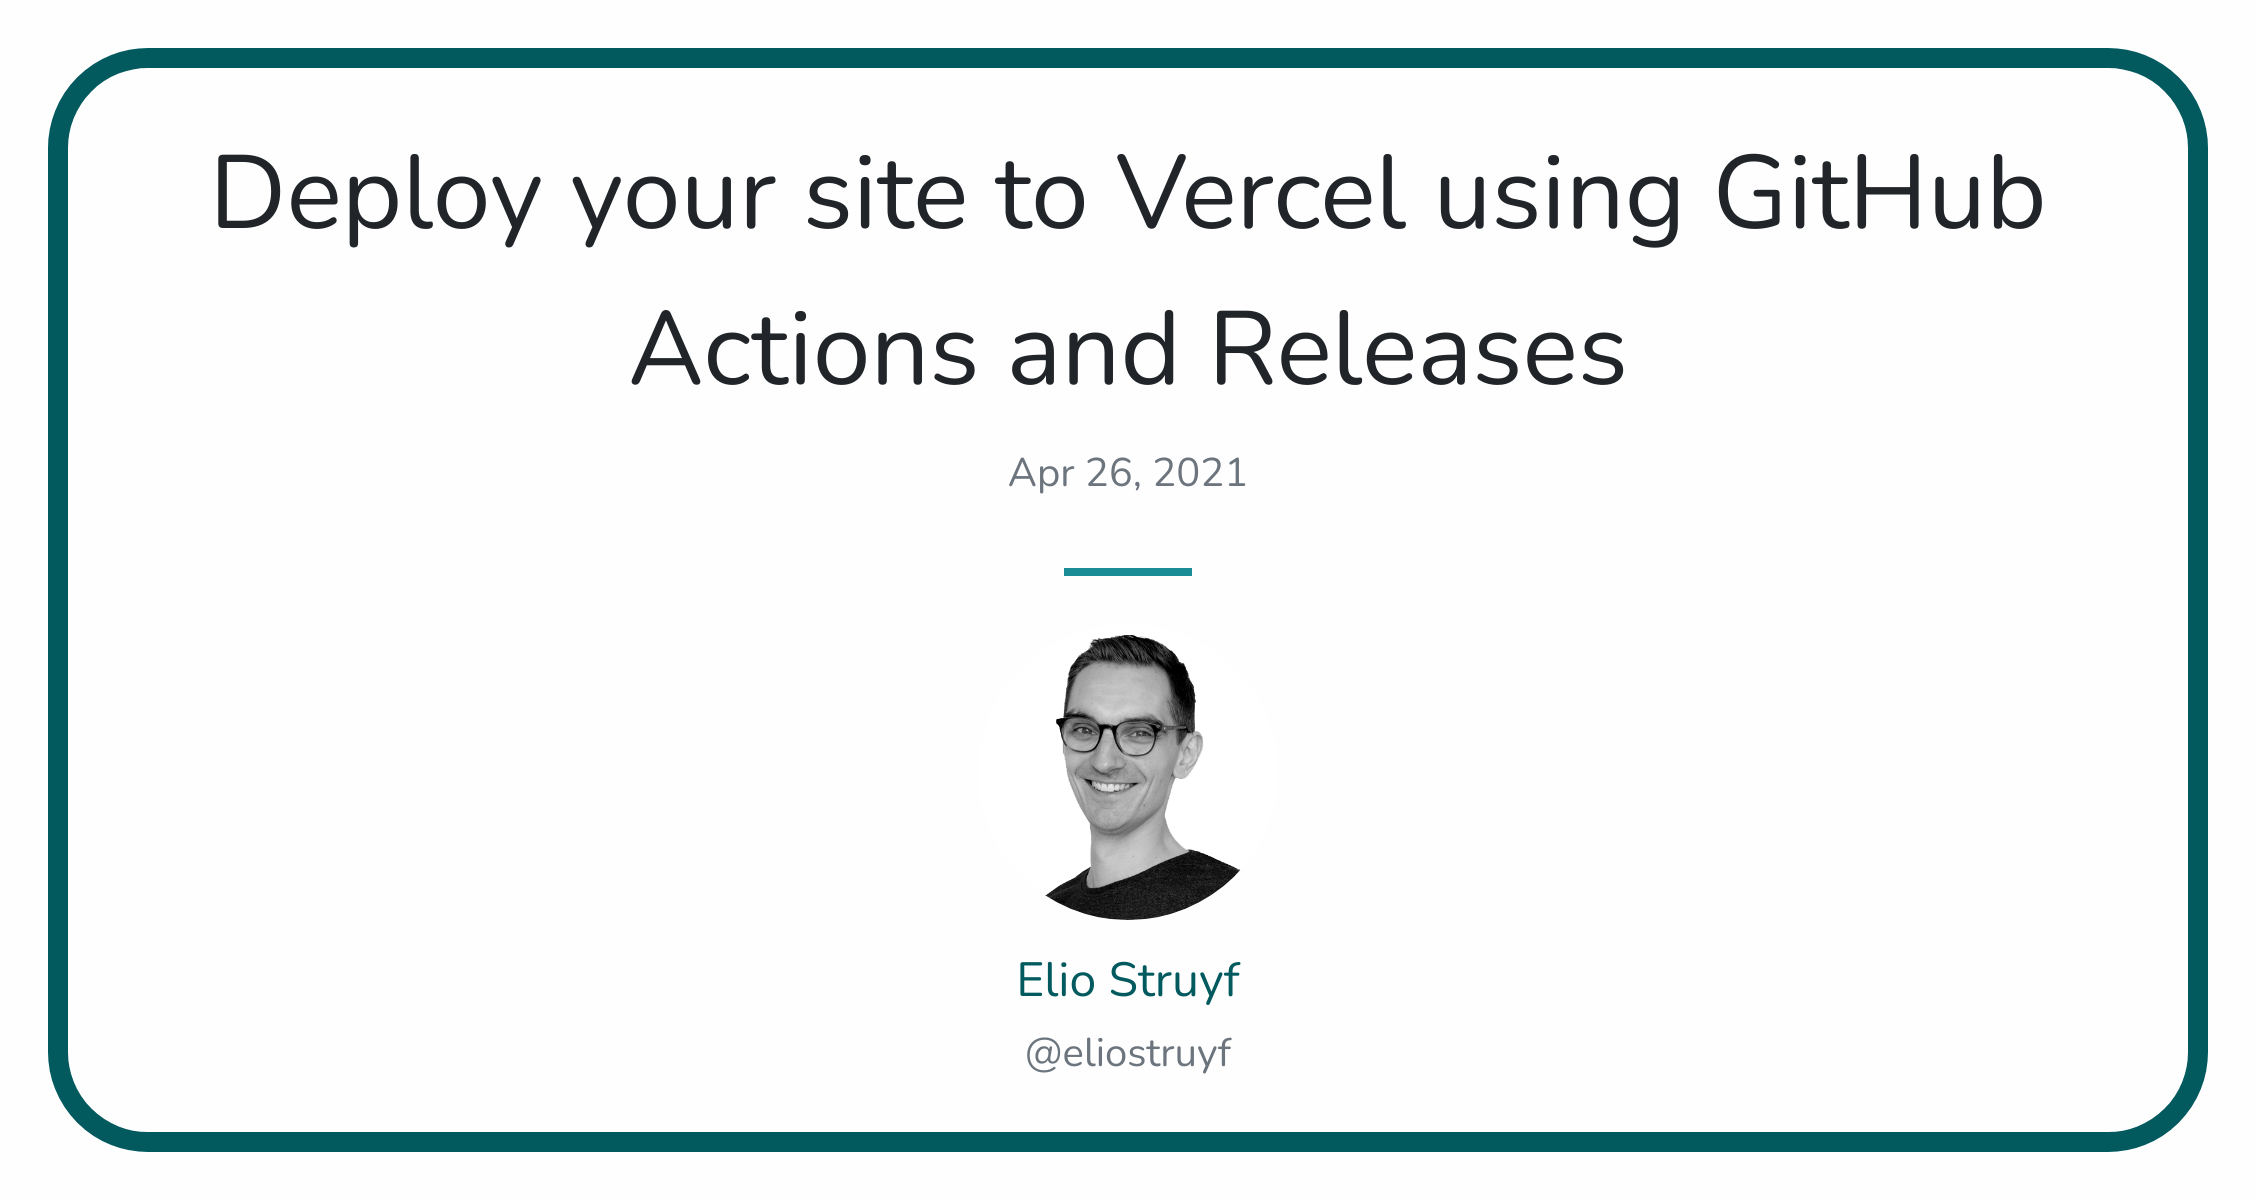 Deploy your site to Vercel using GitHub
Actions and Releases
Apr 26, 2021
Elio Struyf
@eliostruyf